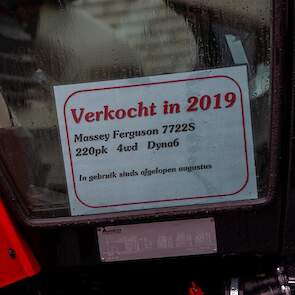 Verkocht in 2019
Massey Ferguson 7722S
220pk 4wd Dyna6
In gebruik sinds afgelopen augustus